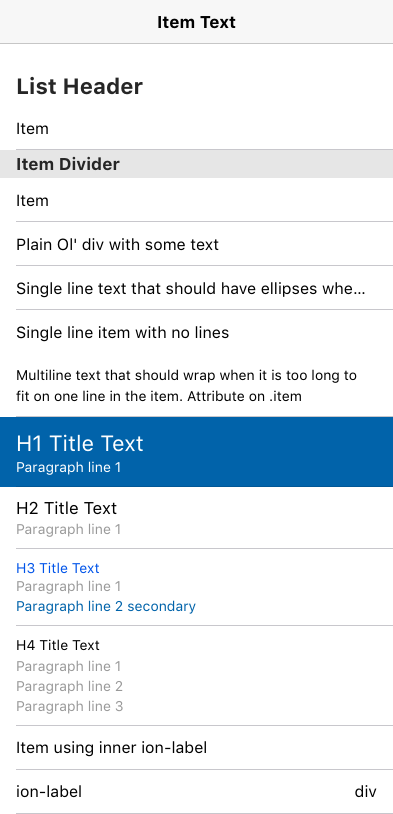 Item Text
List Header
Item
Item Divider
Item
Plain Ol' div with some text
Single line text that should have ellipses whe...
Single line item with no lines
Multiline text that should wrap when it is too long to
fit on one line in the item. Attribute on .item
H1 Title Text
Paragraph line 1
H2 Title Text
Paragraph line 1
H3 Title Text
Paragraph line 1
Paragraph line 2 secondary
H4 Title Text
Paragraph line 1
Paragraph line 2
Paragraph line 3
Item using inner ion-label
ion-label div